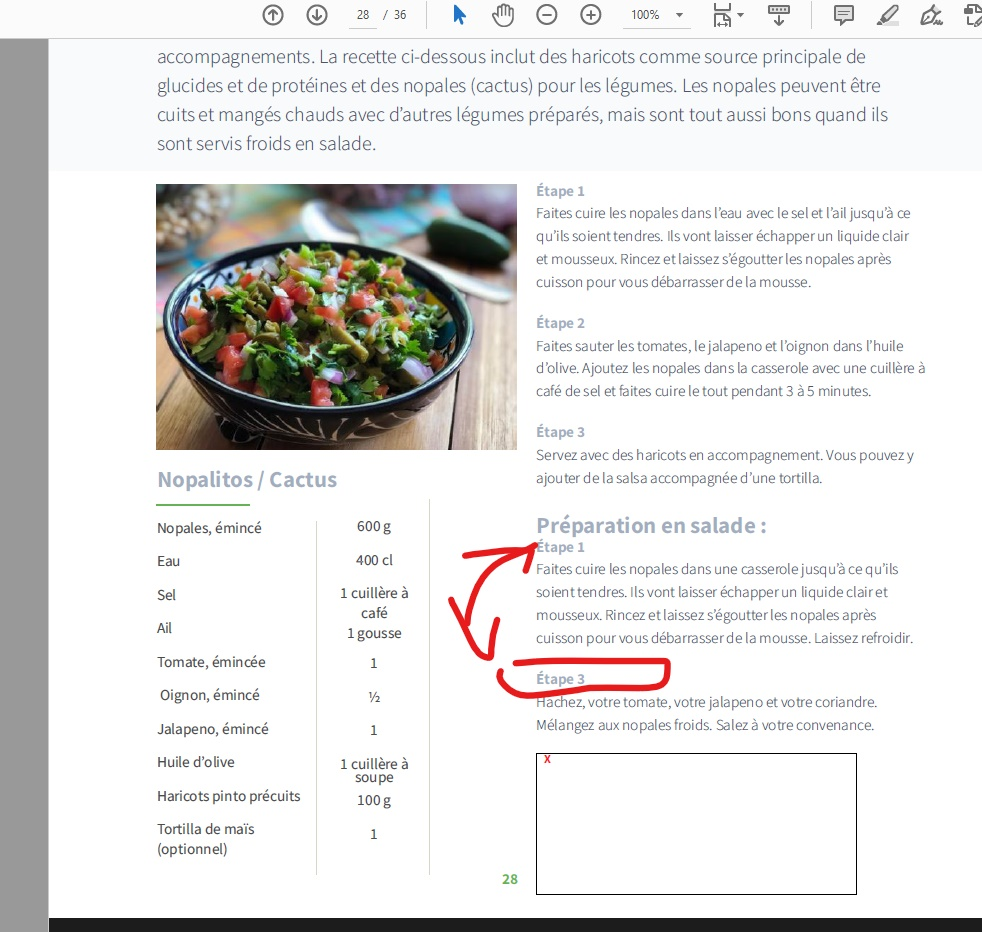 28 / 36
100%
accompagnements. La recette ci-dessous inclut des haricots comme source principale de
glucides et de protéines et des nopales (cactus) pour les légumes. Les nopales peuvent être
cuits et mangés chauds avec d’autres légumes préparés, mais sont tout aussi bons quand ils
sont servis froids en salade.
Nopalitos / Cactus
Nopales, émincé 600 g
Eau 400 cl
Sel 1 cuillère à
café
Ail 1 gousse
Tomate, émincée 1
Oignon, émincé ½
Jalapeno, émincé 1
Huile d’olive 1 cuillère à
soupe
Haricots pinto précuits 100 g
Tortilla de maïs 1
(optionnel)
Étape 1
Faites cuire les nopales dans l’eau avec le sel et l’ail jusqu’à ce
qu’ils soient tendres. Ils vont laisser échapper un liquide clair
et mousseux. Rincez et laissez s’égoutter les nopales après
cuisson pour vous débarrasser de la mousse.
Étape 2
Faites sauter les tomates, le jalapeno et l’oignon dans l’huile
d’olive. Ajoutez les nopales dans la casserole avec une cuillère à
café de sel et faites cuire le tout pendant 3 à 5 minutes.
Étape 3
Servez avec des haricots en accompagnement. Vous pouvez y
ajouter de la salsa accompagnée d’une tortilla.
Préparation en salade :
Étape 1
Faites cuire les nopales dans une casserole jusqu’à ce qu’ils
soient tendres. Ils vont laisser échapper un liquide clair et
mousseux. Rincez et laissez s’égoutter les nopales après
cuisson pour vous débarrasser de la mousse. Laissez refroidir.
Étape 3
Hachez, votre tomate, votre jalapeno et votre coriandre.
Mélangez aux nopales froids. Salez à votre convenance.
X
28